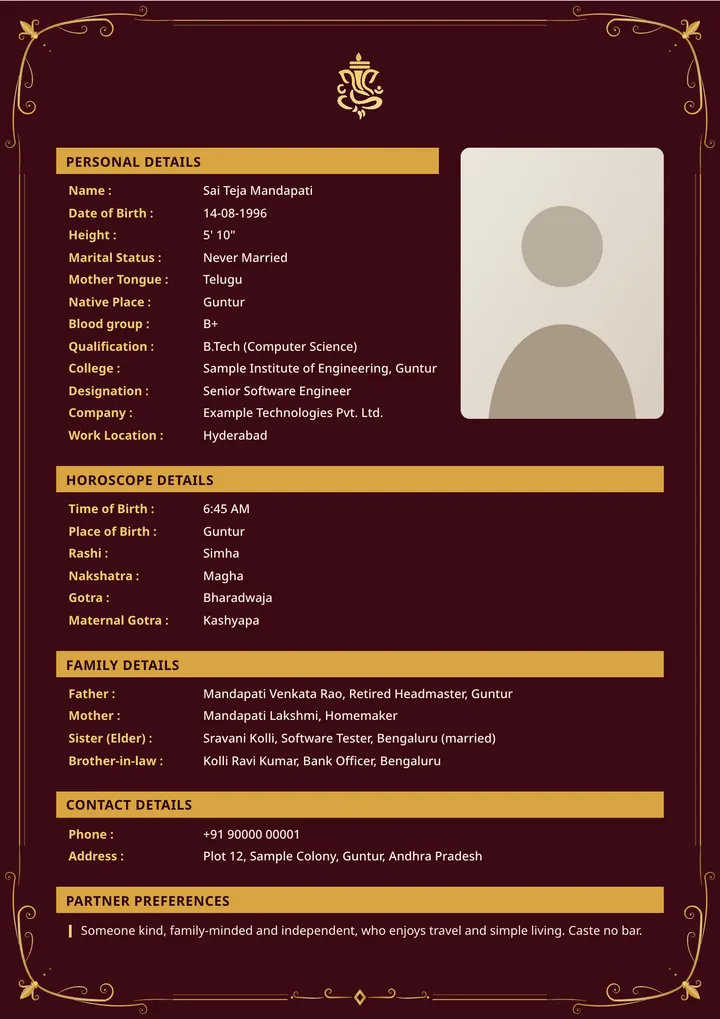 PERSONAL DETAILS
Name : Sai Teja Mandapati
Date of Birth : 14-08-1996
Height : 5' 10"
Marital Status : Never Married
Mother Tongue : Telugu
Native Place : Guntur
Blood group : B+
Qualification : B.Tech (Computer Science)
College : Sample Institute of Engineering, Guntur
Designation : Senior Software Engineer
Company : Example Technologies Pvt. Ltd.
Work Location : Hyderabad
HOROSCOPE DETAILS
Time of Birth : 6:45 AM
Place of Birth : Guntur
Rashi : Simha
Nakshatra : Magha
Gotra : Bharadwaja
Maternal Gotra : Kashyapa
FAMILY DETAILS
Father : Mandapati Venkata Rao, Retired Headmaster, Guntur
Mother : Mandapati Lakshmi, Homemaker
Sister (Elder) : Sravani Kolli, Software Tester, Bengaluru (married)
Brother-in-law : Kolli Ravi Kumar, Bank Officer, Bengaluru
CONTACT DETAILS
Phone : +91 90000 00001
Address : Plot 12, Sample Colony, Guntur, Andhra Pradesh
PARTNER PREFERENCES
Someone kind, family-minded and independent, who enjoys travel and simple living. Caste no bar.